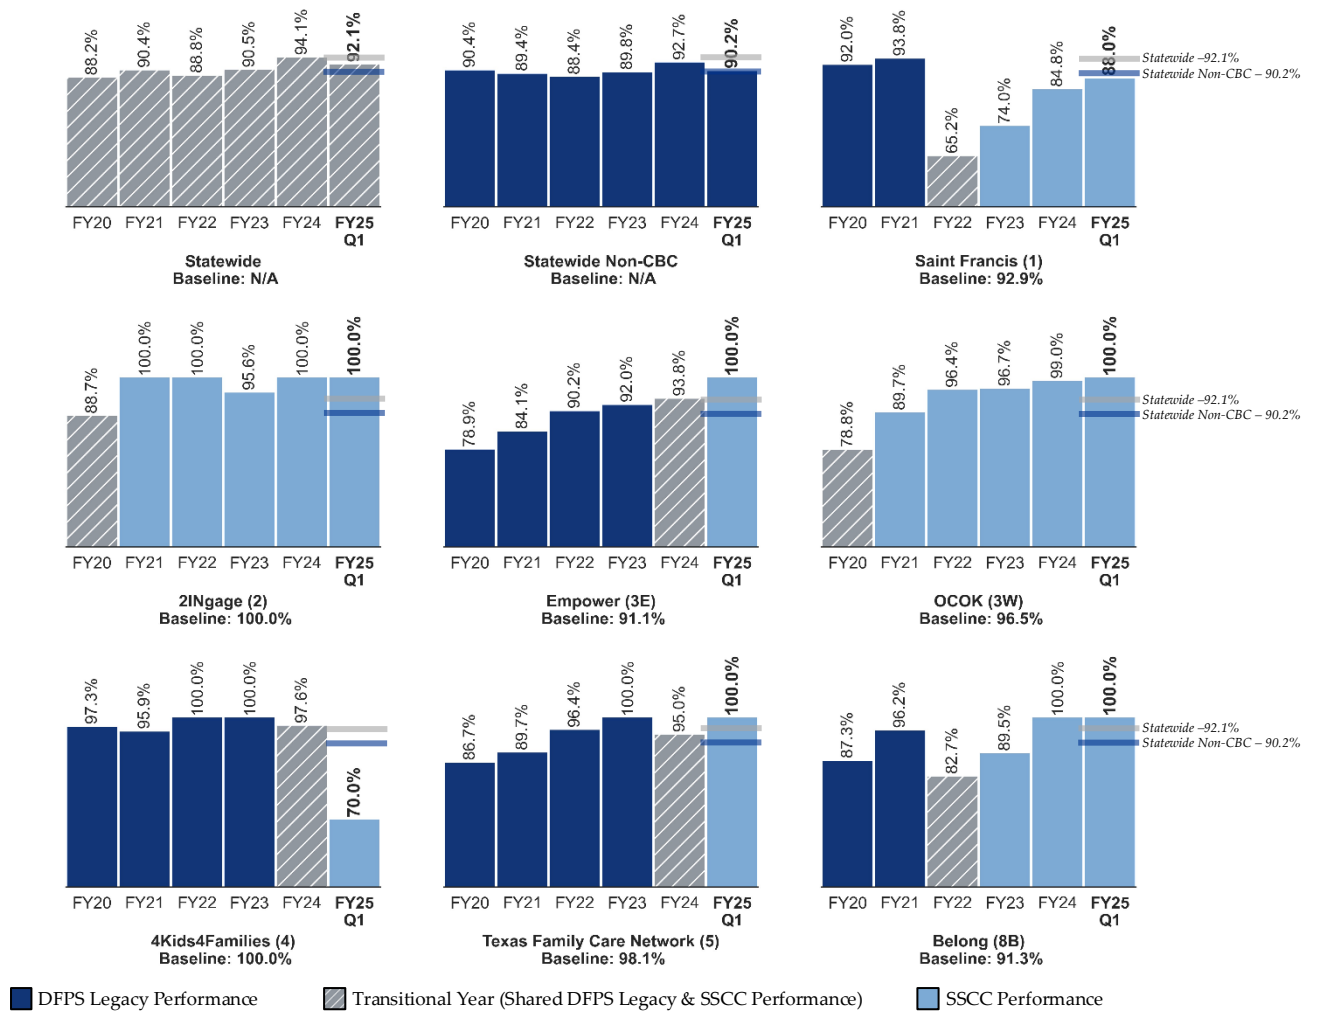 88.2%
90.4%
88.8%
90.5%
94.1%
92.1%
FY20 FY21 FY22 FY23 FY24 FY25 Q1
Statewide
Baseline: N/A
90.4%
89.4%
88.4%
89.8%
92.7%
90.2%
FY20 FY21 FY22 FY23 FY24 FY25 Q1
Statewide Non-CBC
Baseline: N/A
92.0%
93.8%
65.2%
74.0%
84.8%
88.0%
Statewide –92.1%
Statewide Non-CBC – 90.2%
FY20 FY21 FY22 FY23 FY24 FY25 Q1
Saint Francis (1)
Baseline: 92.9%
88.7%
100.0%
100.0%
95.6%
100.0%
100.0%
FY20 FY21 FY22 FY23 FY24 FY25 Q1
2INgage (2)
Baseline: 100.0%
78.9%
84.1%
90.2%
92.0%
93.8%
100.0%
FY20 FY21 FY22 FY23 FY24 FY25 Q1
Empower (3E)
Baseline: 91.1%
78.8%
89.7%
96.4%
96.7%
99.0%
100.0%
Statewide –92.1%
Statewide Non-CBC – 90.2%
FY20 FY21 FY22 FY23 FY24 FY25 Q1
OCOK (3W)
Baseline: 96.5%
97.3%
95.9%
100.0%
100.0%
97.6%
70.0%
FY20 FY21 FY22 FY23 FY24 FY25 Q1
4Kids4Families (4)
Baseline: 100.0%
86.7%
89.7%
96.4%
100.0%
95.0%
100.0%
FY20 FY21 FY22 FY23 FY24 FY25 Q1
Texas Family Care Network (5)
Baseline: 98.1%
87.3%
96.2%
82.7%
89.5%
100.0%
100.0%
Statewide –92.1%
Statewide Non-CBC – 90.2%
FY20 FY21 FY22 FY23 FY24 FY25 Q1
Belong (8B)
Baseline: 91.3%
DFPS Legacy Performance
Transitional Year (Shared DFPS Legacy & SSCC Performance)
SSCC Performance